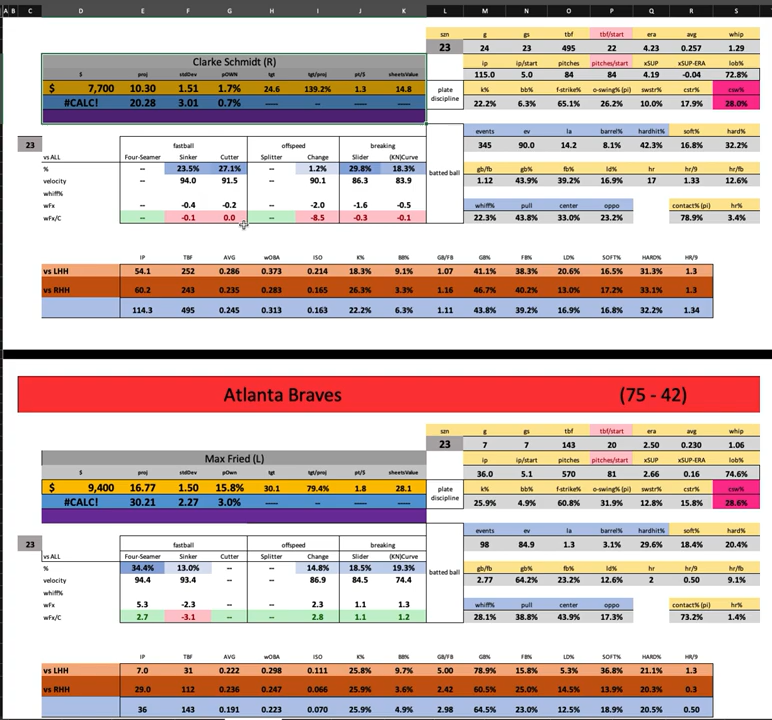 A B C D E F G H I J K L M N O P Q R S
szn g gs tbf tbf/start era avg whip
23 24 23 495 22 4.23 0.257 1.29
Clarke Schmidt (R) ip ip/start pitches pitches/start xSUP xSUP-ERA lob%
$ proj stdDev pOWN tgt tgt/proj pt/$ sheetsValue 115.0 5.0 84 84 4.19 -0.04 72.8%
$ 7,700 10.30 1.51 1.7% 24.6 139.2% 1.3 14.8 plate discipline k% bb% f-strike% o-swing% (pi) swstr% cstr% csw%
#CALC! 20.28 3.01 0.7% ---- -- ---- ---- 22.2% 6.3% 65.1% 26.2% 10.0% 17.9% 28.0%
events ev la barrel% hardhit% soft% hard%
23 fastball offspeed breaking 345 90.0 14.2 8.1% 42.3% 16.8% 32.2%
vs ALL Four-Seamer Sinker Cutter Splitter Change Slider (KN)Curve
% -- 23.5% 27.1% -- 1.2% 29.8% 18.3% batted ball gb/fb gb% fb% ld% hr hr/9 hr/fb
velocity -- 94.0 91.5 -- 90.1 86.3 83.9 1.12 43.9% 39.2% 16.9% 17 1.33 12.6%
whiff%
wFx -- -0.4 -0.2 -- -2.0 -1.6 -0.5 whiff% pull center oppo contact% (pi) hr%
wFx/C -- -0.1 0.0 -- -8.5 -0.3 -0.1 22.3% 43.8% 33.0% 23.2% 78.9% 3.4%
IP TBF AVG wOBA ISO K% BB% GB/FB GB% FB% LD% SOFT% HARD% HR/9
vs LHH 54.1 252 0.286 0.373 0.214 18.3% 9.1% 1.07 41.1% 38.3% 20.6% 16.5% 31.3% 1.3
vs RHH 60.2 243 0.235 0.283 0.165 26.3% 3.3% 1.16 46.7% 40.2% 13.0% 17.2% 33.1% 1.3
114.3 495 0.245 0.313 0.163 22.2% 6.3% 1.11 43.8% 39.2% 16.9% 16.8% 32.2% 1.34
Atlanta Braves (75 - 42)
szn g gs tbf tbf/start era avg whip
23 7 7 143 20 2.50 0.230 1.06
Max Fried (L) ip ip/start pitches pitches/start xSUP xSUP-ERA lob%
$ proj stdDev pOwn tgt tgt/proj pt/$ sheetsValue 36.0 5.1 570 81 2.66 0.16 74.6%
$ 9,400 16.77 1.50 15.8% 30.1 79.4% 1.8 28.1 plate discipline k% bb% f-strike% o-swing% (pi) swstr% cstr% csw%
#CALC! 30.21 2.27 3.0% ---- -- ---- ---- 25.9% 4.9% 60.8% 31.9% 12.8% 15.8% 28.6%
events ev la barrel% hardhit% soft% hard%
23 fastball offspeed breaking 98 84.9 1.3 3.1% 29.6% 18.4% 20.4%
vs ALL Four-Seamer Sinker Cutter Splitter Change Slider (KN)Curve
% 34.4% 13.0% -- -- 14.8% 18.5% 19.3% batted ball gb/fb gb% fb% ld% hr hr/9 hr/fb
velocity 94.4 93.4 -- -- 86.9 84.5 74.4 2.77 64.2% 23.2% 12.6% 2 0.50 9.1%
whiff%
wFx 5.3 -2.3 -- -- 2.3 1.1 1.3 whiff% pull center oppo contact% (pi) hr%
wFx/C 2.7 -3.1 -- -- 2.8 1.1 1.2 28.1% 38.8% 43.9% 17.3% 73.2% 1.4%
IP TBF AVG wOBA ISO K% BB% GB/FB GB% FB% LD% SOFT% HARD% HR/9
vs LHH 7.0 31 0.222 0.298 0.111 25.8% 9.7% 5.00 78.9% 15.8% 5.3% 36.8% 21.1% 1.3
vs RHH 29.0 112 0.236 0.247 0.066 25.9% 3.6% 2.42 60.5% 25.0% 14.5% 13.9% 20.3% 0.3
36 143 0.191 0.223 0.070 25.9% 4.9% 2.98 64.5% 23.0% 12.5% 18.9% 20.5% 0.50